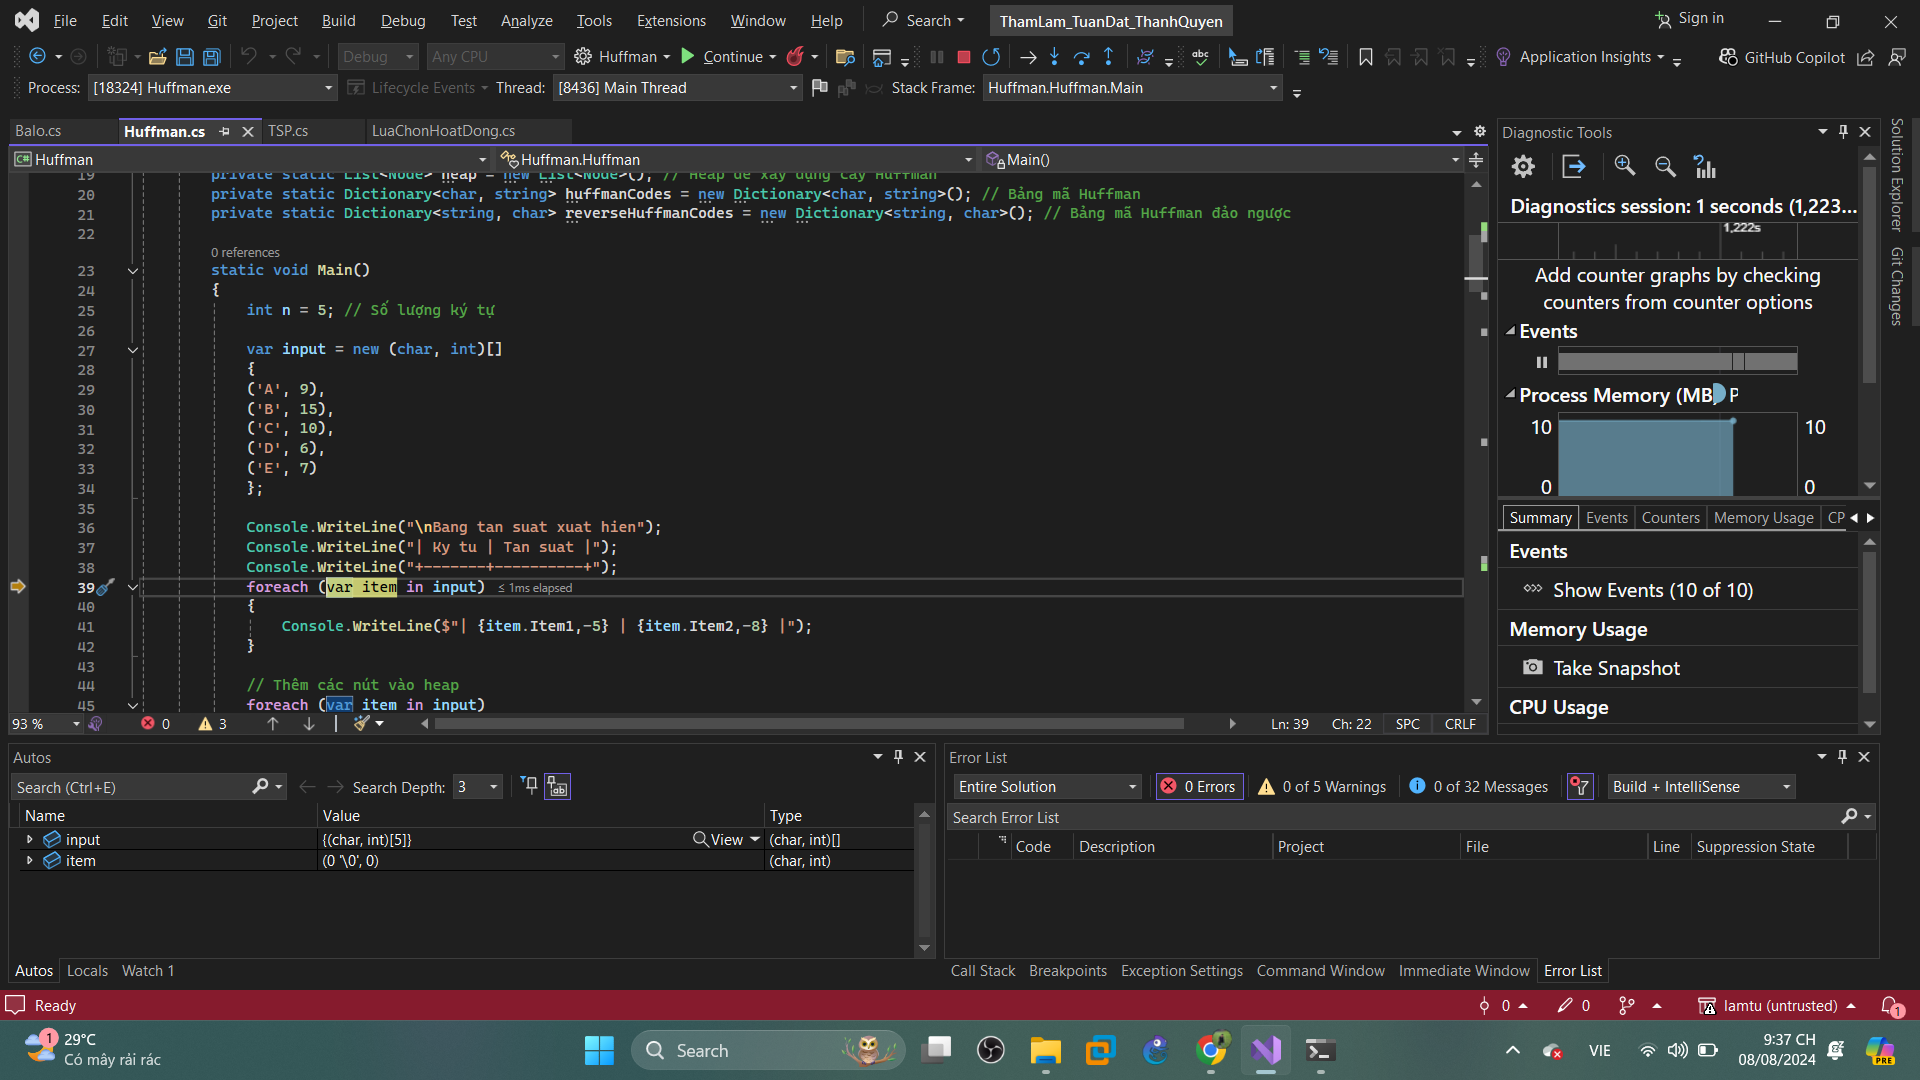 File Edit View Git Project Build Debug Test Analyze Tools Extensions Window Help Search ThamLam_TuanDat_ThanhQuyen Sign in
Debug Any CPU Huffman Continue Application Insights GitHub Copilot
Process: [18324] Huffman.exe Lifecycle Events Thread: [8436] Main Thread Stack Frame: Huffman.Huffman.Main
Balo.cs Huffman.cs TSP.cs LuaChonHoatDong.cs
Huffman Huffman.Huffman Main()
19 private static List<Node> heap = new List<Node>(); // Heap để xây dựng cây Huffman
20 private static Dictionary<char, string> huffmanCodes = new Dictionary<char, string>(); // Bảng mã Huffman
21 private static Dictionary<string, char> reverseHuffmanCodes = new Dictionary<string, char>(); // Bảng mã Huffman đảo ngược
22
0 references
23 static void Main()
24 {
25 int n = 5; // Số lượng ký tự
26
27 var input = new (char, int)[]
28 {
29 ('A', 9),
30 ('B', 15),
31 ('C', 10),
32 ('D', 6),
33 ('E', 7)
34 };
35
36 Console.WriteLine("\nBang tan suat xuat hien");
37 Console.WriteLine("| Ky tu | Tan suat |");
38 Console.WriteLine("+-------+----------+");
39 foreach (var item in input) ≤ 1ms elapsed
40 {
41 Console.WriteLine($"| {item.Item1,-5} | {item.Item2,-8} |");
42 }
43
44 // Thêm các nút vào heap
45 foreach (var item in input)
93 % 0 3 Ln: 39 Ch: 22 SPC CRLF
Diagnostic Tools
Diagnostics session: 1 seconds (1,223...
1,222s
Add counter graphs by checking
counters from counter options
Events
Process Memory (MB) P
10 10
0 0
Summary Events Counters Memory Usage CP
Events
Show Events (10 of 10)
Memory Usage
Take Snapshot
CPU Usage
Solution Explorer
Git Changes
Autos
Search (Ctrl+E) Search Depth: 3
Name Value Type
input {(char, int)[5]} View (char, int)[]
item (0 '\0', 0) (char, int)
Autos Locals Watch 1
Error List
Entire Solution 0 Errors 0 of 5 Warnings 0 of 32 Messages Build + IntelliSense
Search Error List
Code Description Project File Line Suppression State
Call Stack Breakpoints Exception Settings Command Window Immediate Window Error List
Ready 0 0 lamtu (untrusted) 1
1 29°C
Có mây rải rác
Search
VIE
9:37 CH
08/08/2024
PRE